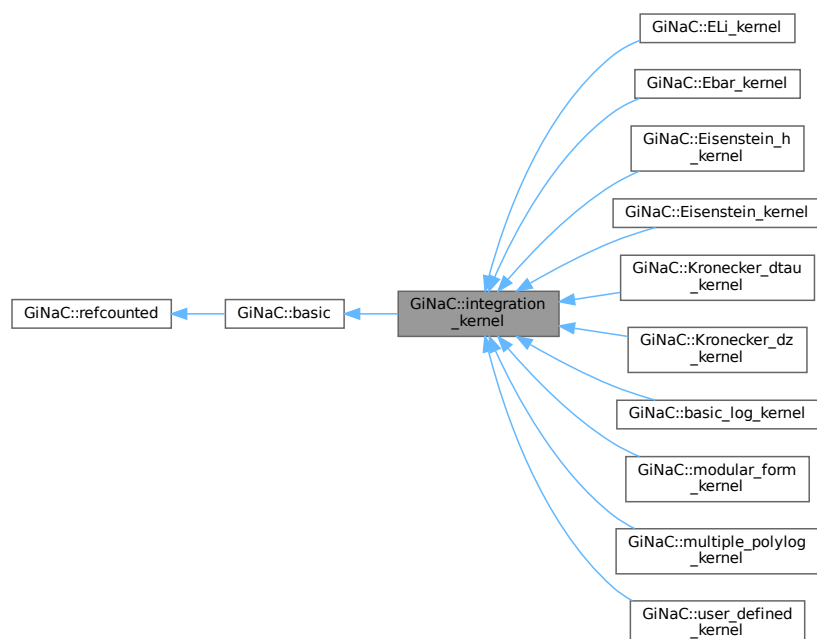 GiNaC::ELi_kernel
GiNaC::Ebar_kernel
GiNaC::Eisenstein_h
_kernel
GiNaC::Eisenstein_kernel
GiNaC::Kronecker_dtau
_kernel
GiNaC::refcounted
GiNaC::basic
GiNaC::integration
_kernel
GiNaC::Kronecker_dz
_kernel
GiNaC::basic_log_kernel
GiNaC::modular_form
_kernel
GiNaC::multiple_polylog
_kernel
GiNaC::user_defined
_kernel